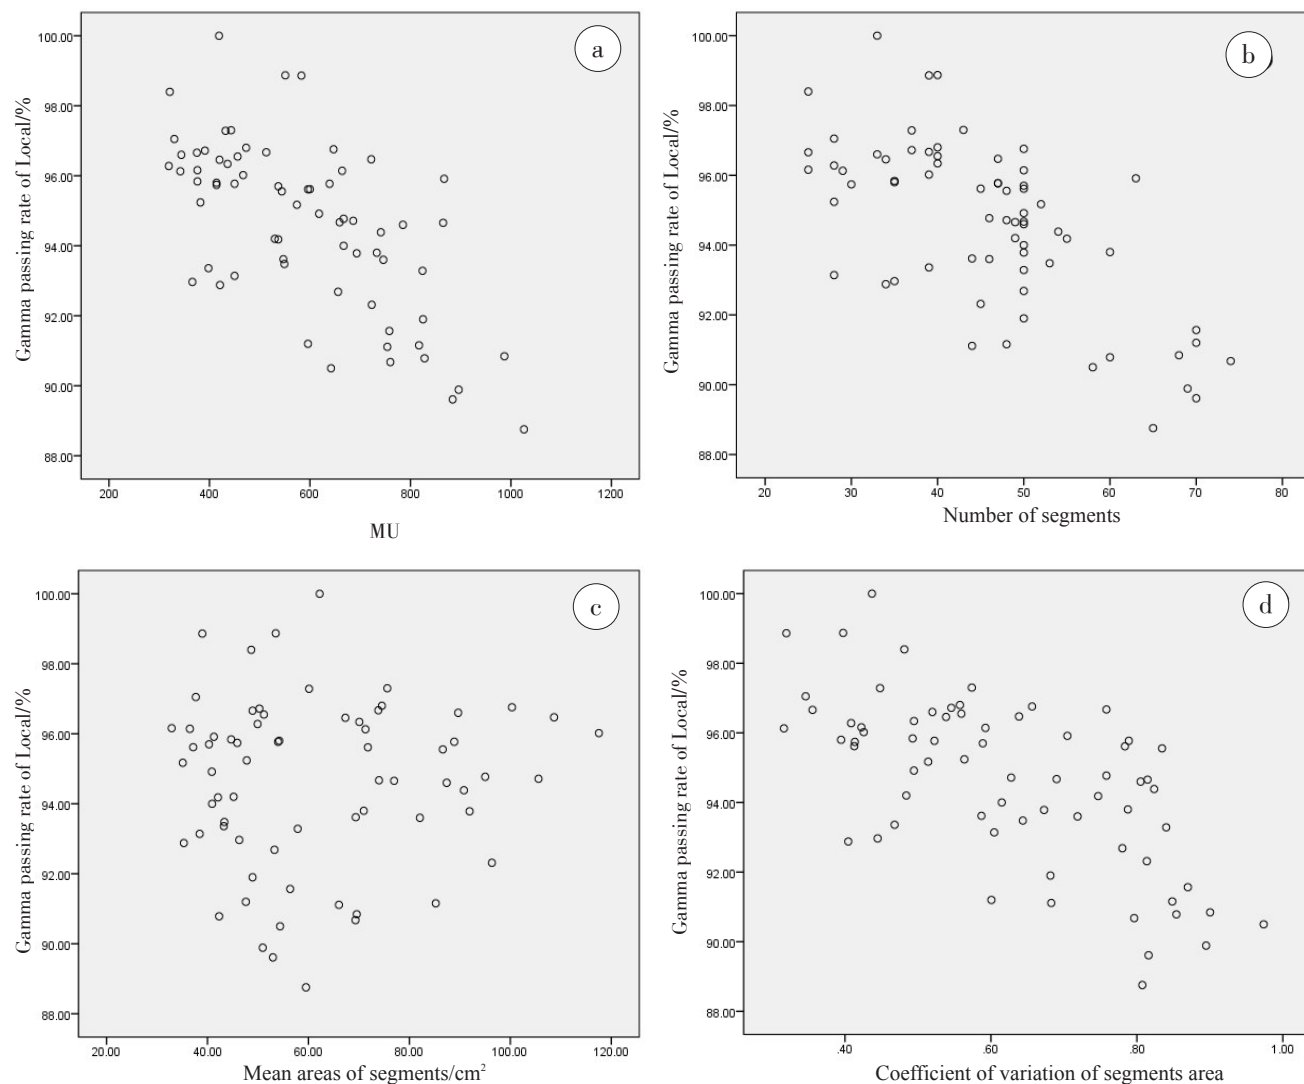 a
Gamma passing rate of Local/%
100.00
98.00
96.00
94.00
92.00
90.00
88.00
200 400 600 800 1000 1200
MU
b
Gamma passing rate of Local/%
100.00
98.00
96.00
94.00
92.00
90.00
88.00
20 30 40 50 60 70 80
Number of segments
c
Gamma passing rate of Local/%
100.00
98.00
96.00
94.00
92.00
90.00
88.00
20.00 40.00 60.00 80.00 100.00 120.00
Mean areas of segments/cm²
d
Gamma passing rate of Local/%
100.00
98.00
96.00
94.00
92.00
90.00
88.00
.40 .60 .80 1.00
Coefficient of variation of segments area